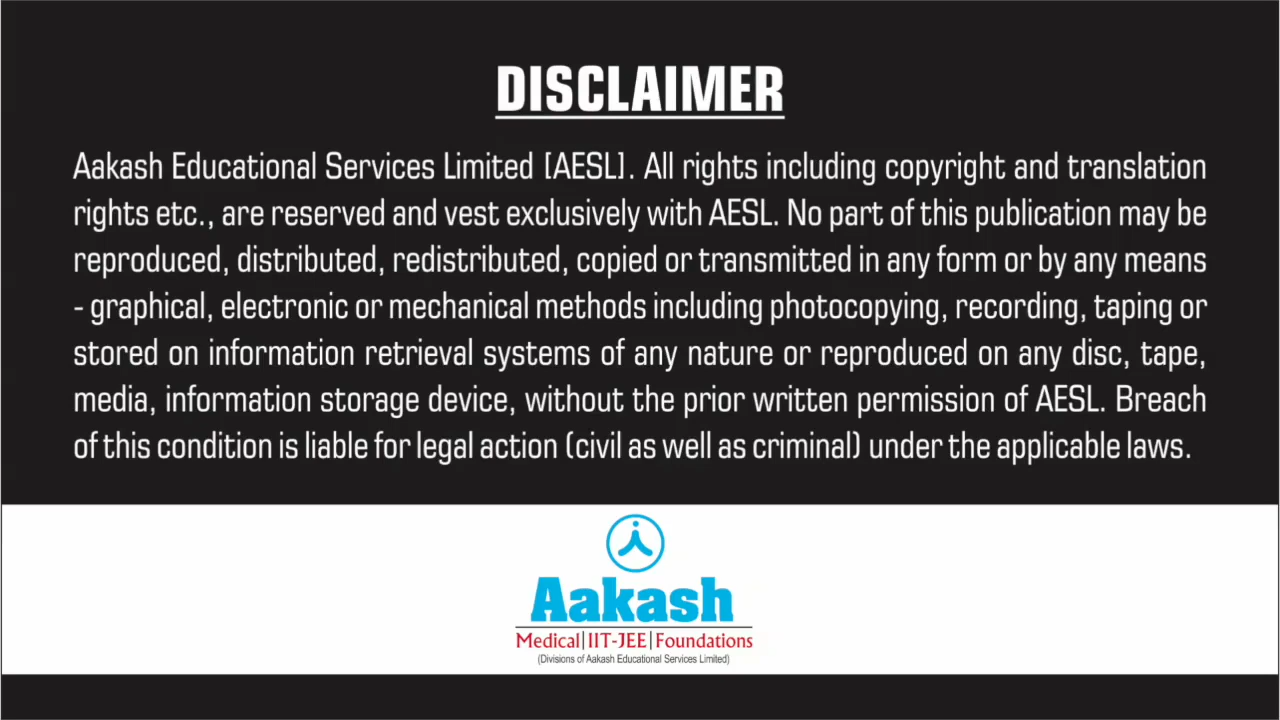 DISCLAIMER
Aakash Educational Services Limited [AESL]. All rights including copyright and translation
rights etc., are reserved and vest exclusively with AESL. No part of this publication may be
reproduced, distributed, redistributed, copied or transmitted in any form or by any means
- graphical, electronic or mechanical methods including photocopying, recording, taping or
stored on information retrieval systems of any nature or reproduced on any disc, tape,
media, information storage device, without the prior written permission of AESL. Breach
of this condition is liable for legal action (civil as well as criminal) under the applicable laws.
Aakash
Medical|IIT-JEE|Foundations
(Divisions of Aakash Educational Services Limited)